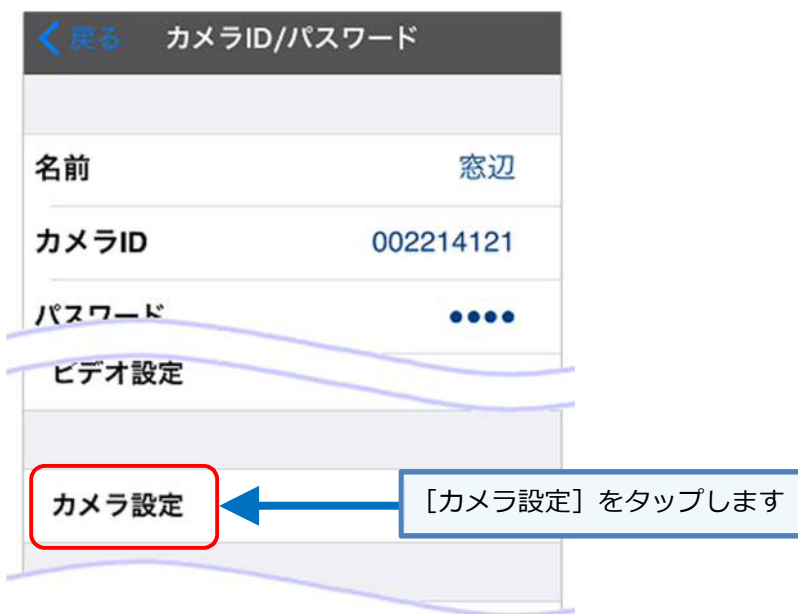 戻る カメラID/パスワード
名前 窓辺
カメラID 002214121
パスワード ••••
ビデオ設定
カメラ設定
［カメラ設定］をタップします